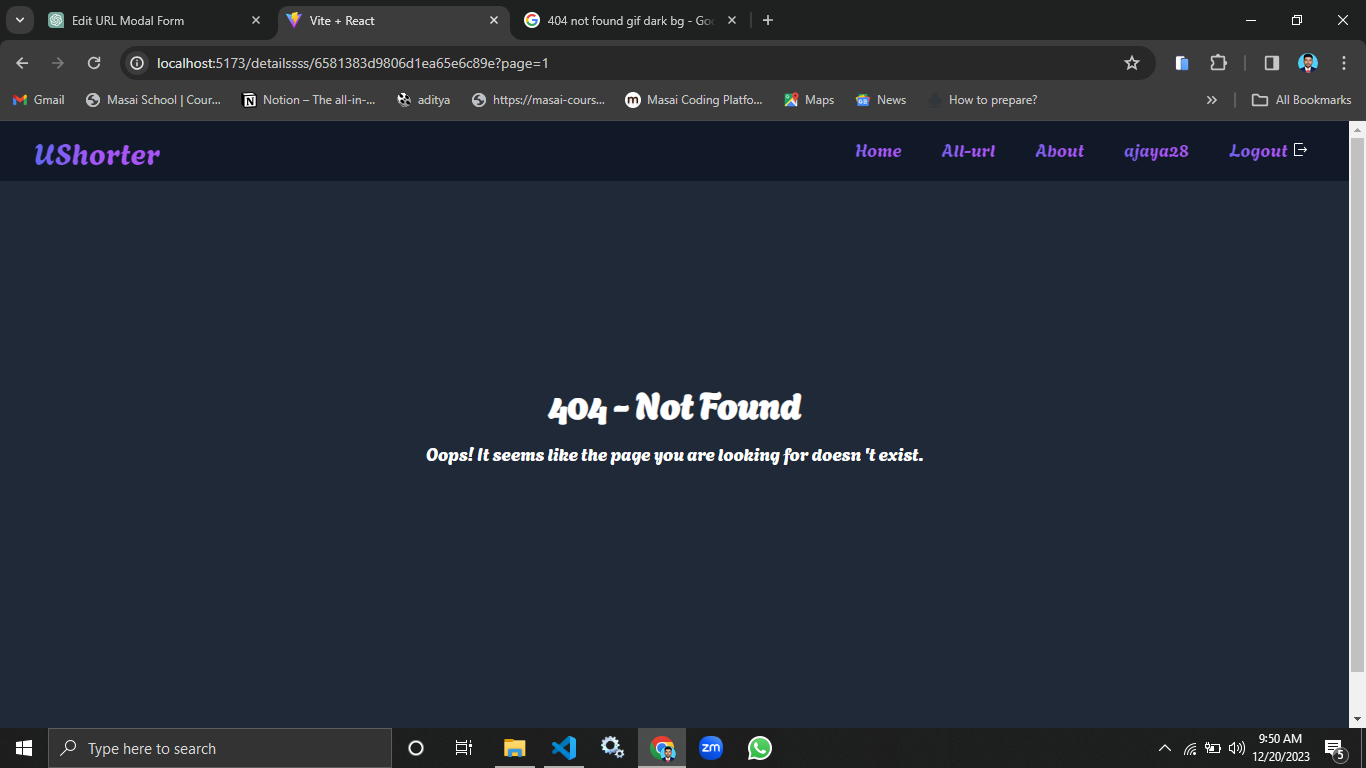 Edit URL Modal Form
Vite + React
404 not found gif dark bg - Goo
localhost:5173/detailssss/6581383d9806d1ea65e6c89e?page=1
Gmail
Masai School | Cour...
Notion – The all-in-...
aditya
https://masai-cours...
Masai Coding Platfo...
Maps
News
How to prepare?
All Bookmarks
UShorter
Home
All-url
About
ajaya28
Logout
404 - Not Found
Oops! It seems like the page you are looking for doesn 't exist.
Type here to search
zm
9:50 AM
12/20/2023
5